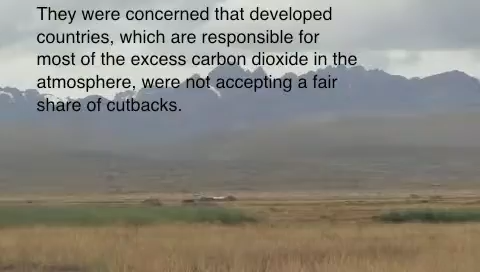 They were concerned that developed
countries, which are responsible for
most of the excess carbon dioxide in the
atmosphere, were not accepting a fair
share of cutbacks.